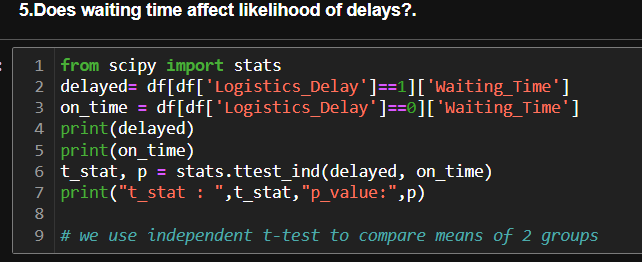 5.Does waiting time affect likelihood of delays?.
1 from scipy import stats
2 delayed= df[df['Logistics_Delay']==1]['Waiting_Time']
3 on_time = df[df['Logistics_Delay']==0]['Waiting_Time']
4 print(delayed)
5 print(on_time)
6 t_stat, p = stats.ttest_ind(delayed, on_time)
7 print("t_stat : ",t_stat,"p_value:",p)
8
9 # we use independent t-test to compare means of 2 groups